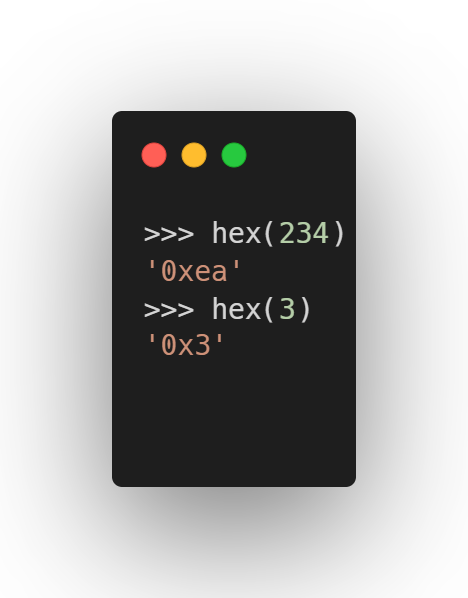 >>> hex(234)
'0xea'
>>> hex(3)
'0x3'